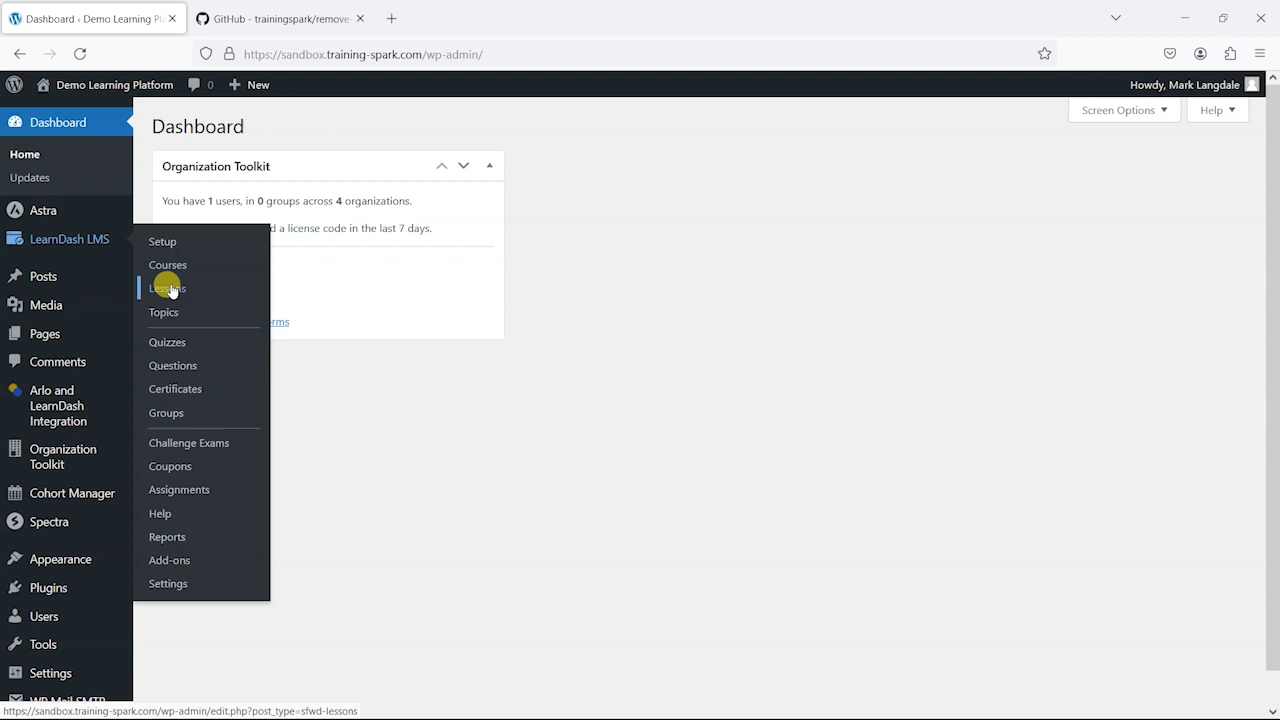 Dashboard ‹ Demo Learning Pl
GitHub - trainingspark/remove-
https://sandbox.training-spark.com/wp-admin/
Demo Learning Platform
0
New
Howdy, Mark Langdale
Dashboard
Home
Updates
Astra
LearnDash LMS
Posts
Media
Pages
Comments
Arlo and
LearnDash
Integration
Organization
Toolkit
Cohort Manager
Spectra
Appearance
Plugins
Users
Tools
Settings
WP Mail SMTP
Setup
Courses
Lessons
Topics
Quizzes
Questions
Certificates
Groups
Challenge Exams
Coupons
Assignments
Help
Reports
Add-ons
Settings
Dashboard
Screen Options
Help
Organization Toolkit
You have 1 users, in 0 groups across 4 organizations.
d a license code in the last 7 days.
rms
https://sandbox.training-spark.com/wp-admin/edit.php?post_type=sfwd-lessons